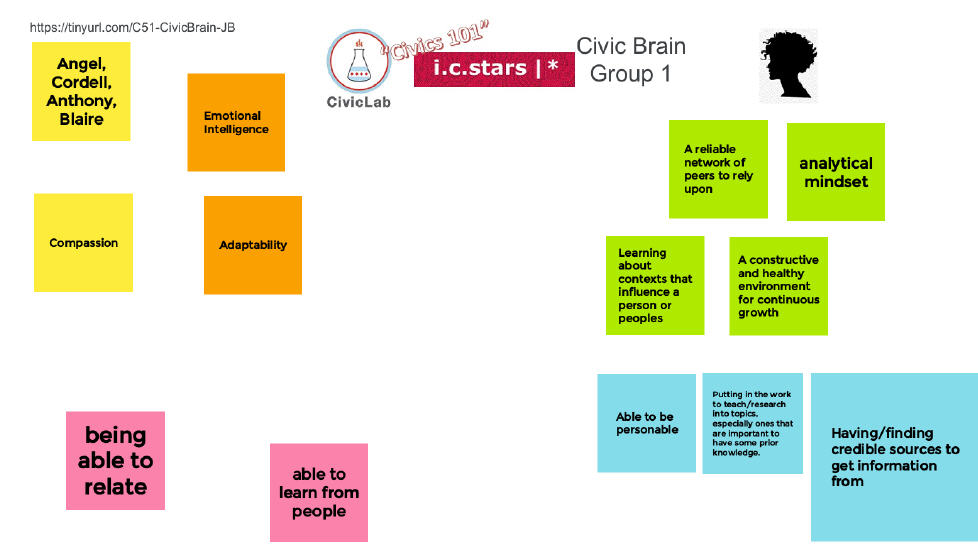 https://tinyurl.com/C51-CivicBrain-JB
"Civics 101"
CivicLab
i.c.stars |*
Civic Brain
Group 1
Angel,
Cordell,
Anthony,
Blaire
Emotional
Intelligence
Compassion
Adaptability
A reliable
network of
peers to rely
upon
analytical
mindset
Learning
about
contexts that
influence a
person or
peoples
A constructive
and healthy
environment
for continuous
growth
being
able to
relate
able to
learn from
people
Able to be
personable
Putting in the work
to teach/research
into topics.
especially ones that
are important to
have some prior
knowledge.
Having/finding
credible sources to
get information
from